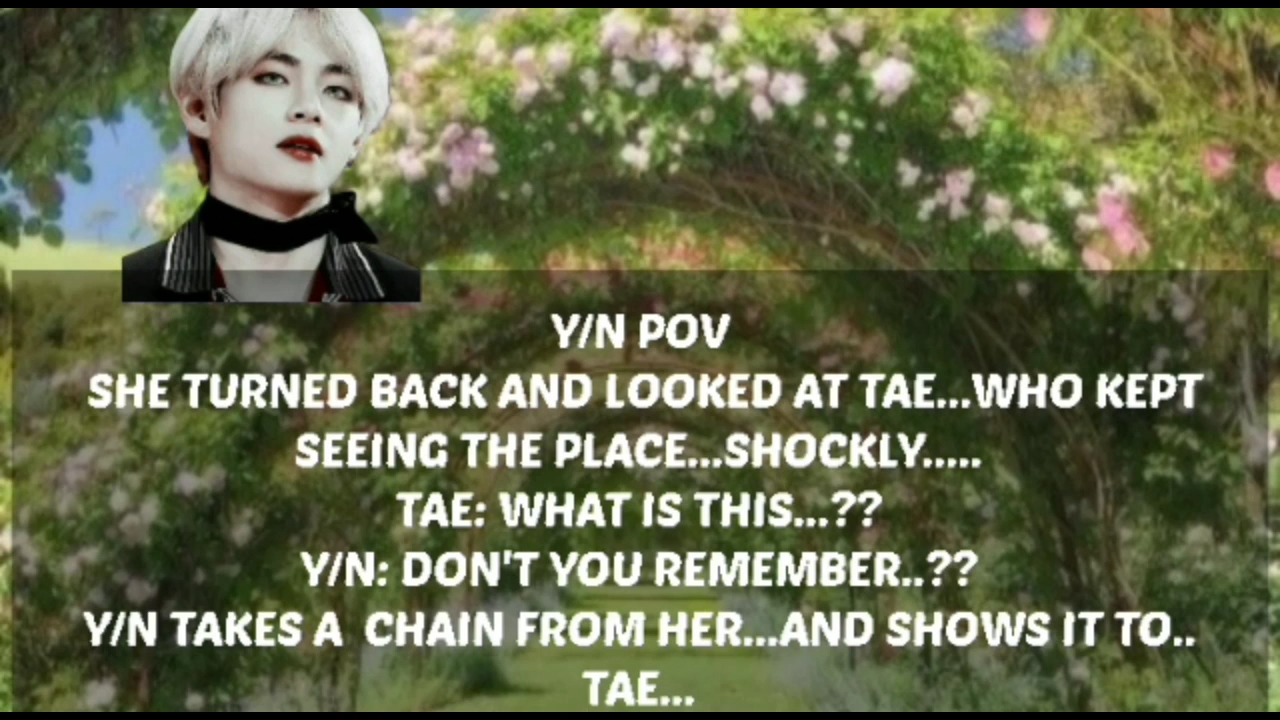 Y/N POV
SHE TURNED BACK AND LOOKED AT TAE...WHO KEPT
SEEING THE PLACE...SHOCKLY.....
TAE: WHAT IS THIS...??
Y/N: DON'T YOU REMEMBER..??
Y/N TAKES A  CHAIN FROM HER...AND SHOWS IT TO..
TAE...